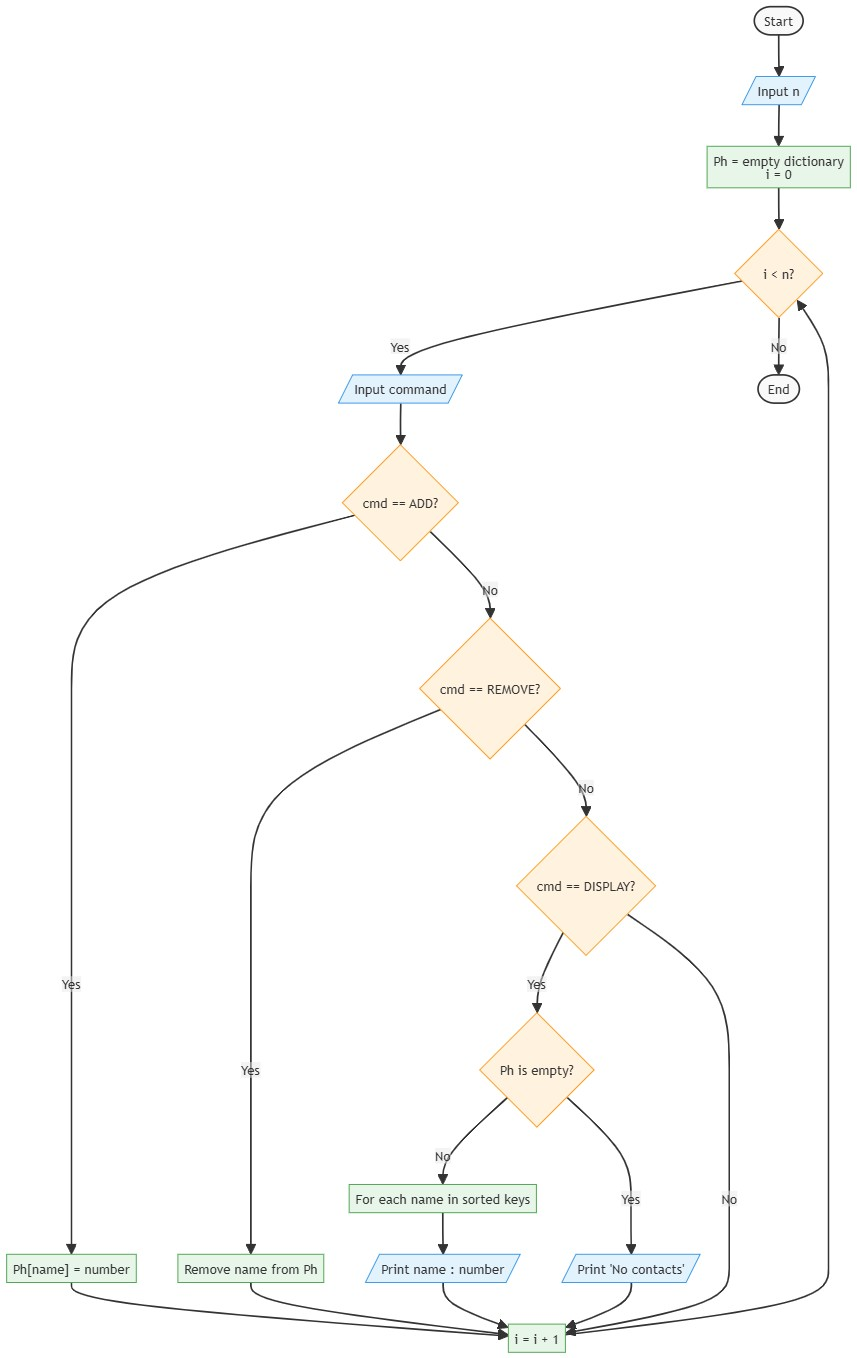 Start
Input n
Ph = empty dictionary
i = 0
i < n?
Yes
No
Input command
End
cmd == ADD?
No
cmd == REMOVE?
No
cmd == DISPLAY?
Yes
Yes
Ph is empty?
Yes
No
For each name in sorted keys
Yes
No
Ph[name] = number
Remove name from Ph
Print name : number
Print 'No contacts'
i = i + 1